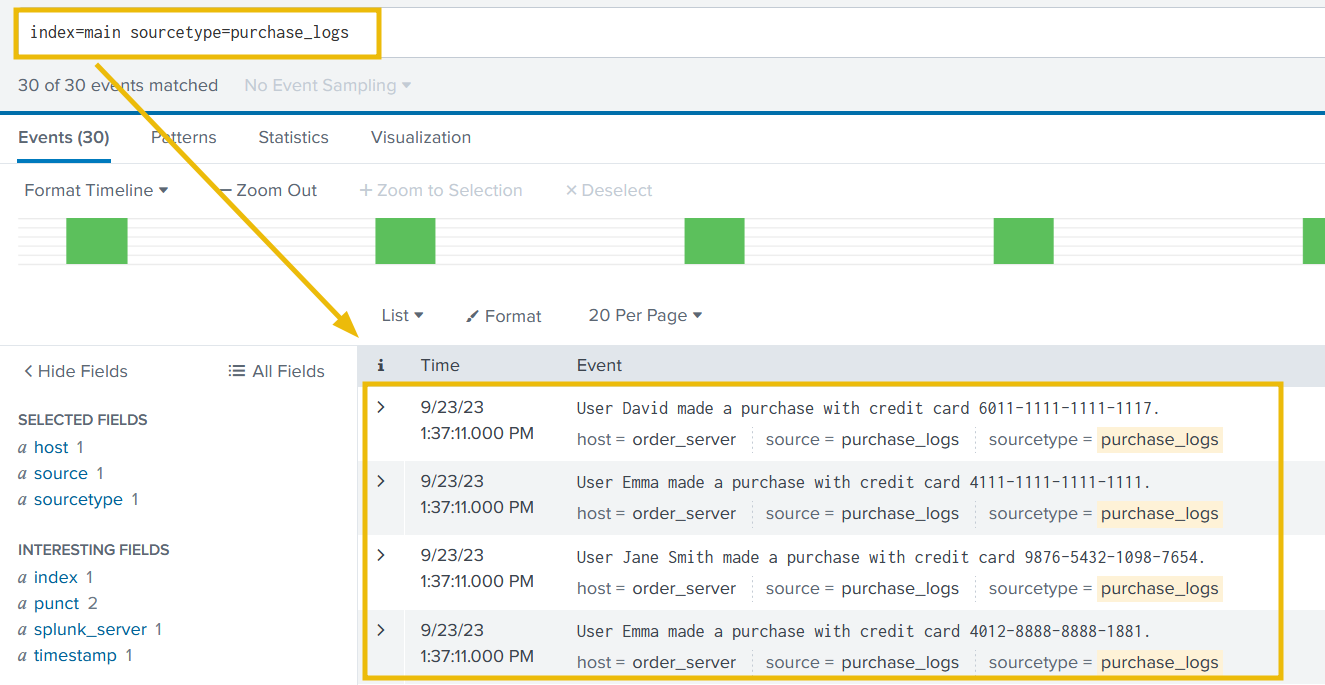 index=main sourcetype=purchase_logs
30 of 30 events matched No Event Sampling
Events (30) Patterns Statistics Visualization
Format Timeline — Zoom Out + Zoom to Selection × Deselect
List Format 20 Per Page
< Hide Fields All Fields
SELECTED FIELDS
a host 1
a source 1
a sourcetype 1
INTERESTING FIELDS
a index 1
a punct 2
a splunk_server 1
a timestamp 1
i Time Event
> 9/23/23 User David made a purchase with credit card 6011-1111-1111-1117.
1:37:11.000 PM host = order_server source = purchase_logs sourcetype = purchase_logs
> 9/23/23 User Emma made a purchase with credit card 4111-1111-1111-1111.
1:37:11.000 PM host = order_server source = purchase_logs sourcetype = purchase_logs
> 9/23/23 User Jane Smith made a purchase with credit card 9876-5432-1098-7654.
1:37:11.000 PM host = order_server source = purchase_logs sourcetype = purchase_logs
> 9/23/23 User Emma made a purchase with credit card 4012-8888-8888-1881.
1:37:11.000 PM host = order_server source = purchase_logs sourcetype = purchase_logs